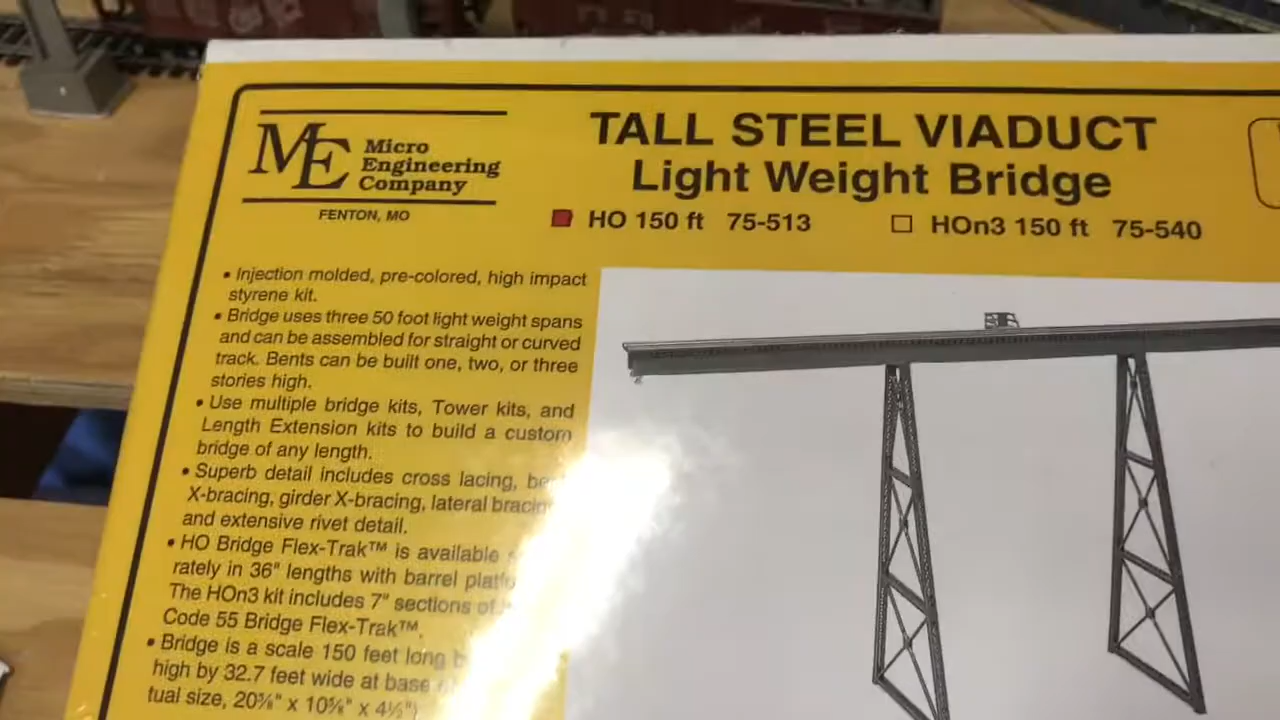 ME Micro
Engineering
Company
FENTON, MO
TALL STEEL VIADUCT
Light Weight Bridge
HO 150 ft 75-513 HOn3 150 ft 75-540
• Injection molded, pre-colored, high impact
styrene kit.
• Bridge uses three 50 foot light weight spans
and can be assembled for straight or curved
track. Bents can be built one, two, or three
stories high.
• Use multiple bridge kits, Tower kits, and
Length Extension kits to build a custom
bridge of any length.
• Superb detail includes cross lacing,
X-bracing, girder X-bracing, lateral
and extensive rivet detail.
• HO Bridge Flex-Trak™ is available
rately in 36" lengths with barrel
The HOn3 kit includes 7" sections of
Code 55 Bridge Flex-Trak™.
• Bridge is a scale 150 feet long
high by 32.7 feet wide at base
tual size, 20⅜" x 10⅝" x 4½")